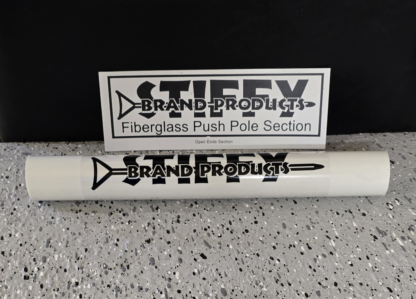 STIFFY
BRAND PRODUCTS
Fiberglass Push Pole Section
Open Ends Section
STIFFY
BRAND PRODUCTS